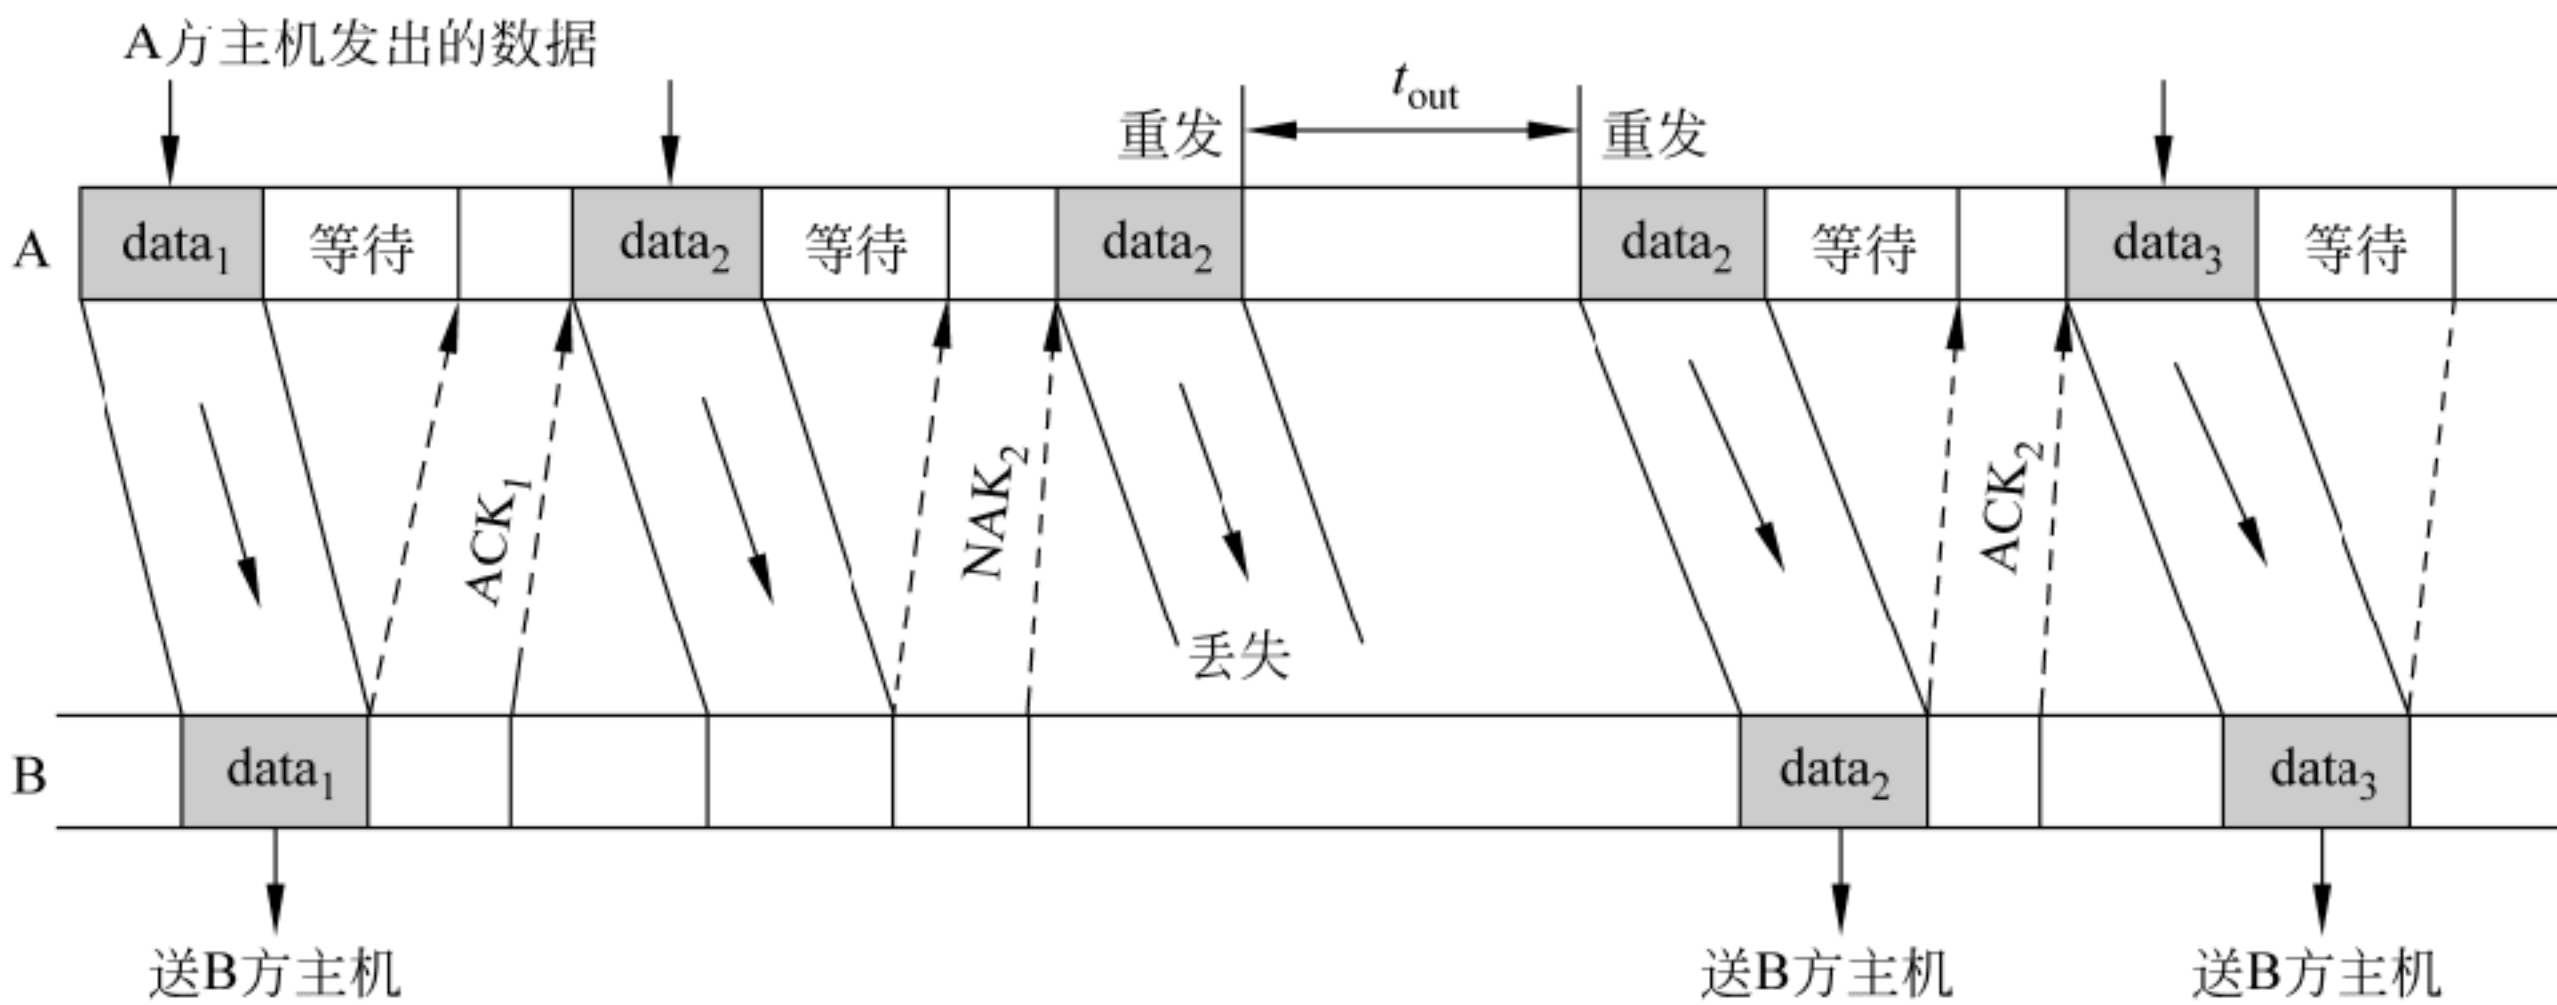 A方主机发出的数据
t_out
重发
重发
A
data₁
等待
data₂
等待
data₂
data₂
等待
data₃
等待
ACK₁
NAK₂
ACK₂
丢失
B
data₁
data₂
data₃
送B方主机
送B方主机
送B方主机